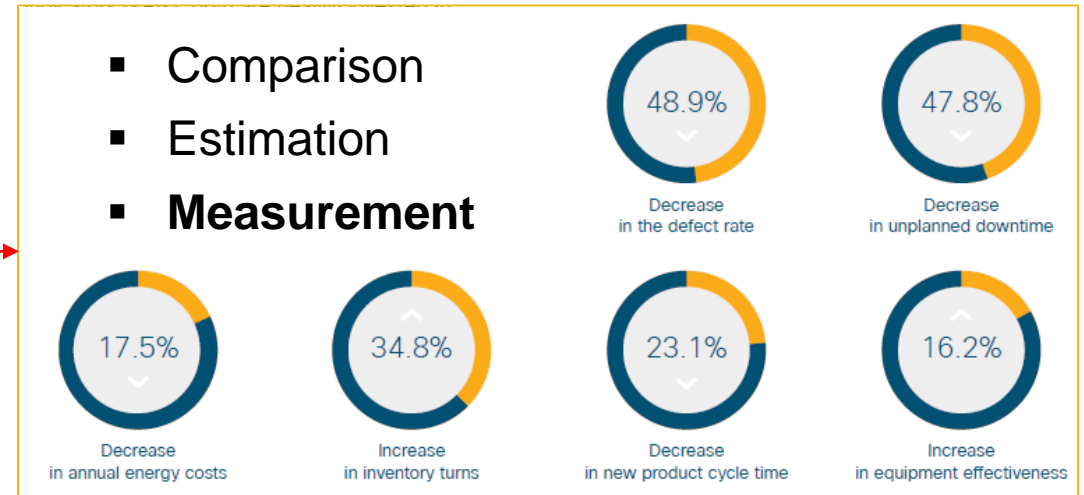 ▪ Comparison
▪ Estimation
▪ Measurement
48.9%
Decrease
in the defect rate
47.8%
Decrease
in unplanned downtime
17.5%
Decrease
in annual energy costs
34.8%
Increase
in inventory turns
23.1%
Decrease
in new product cycle time
16.2%
Increase
in equipment effectiveness